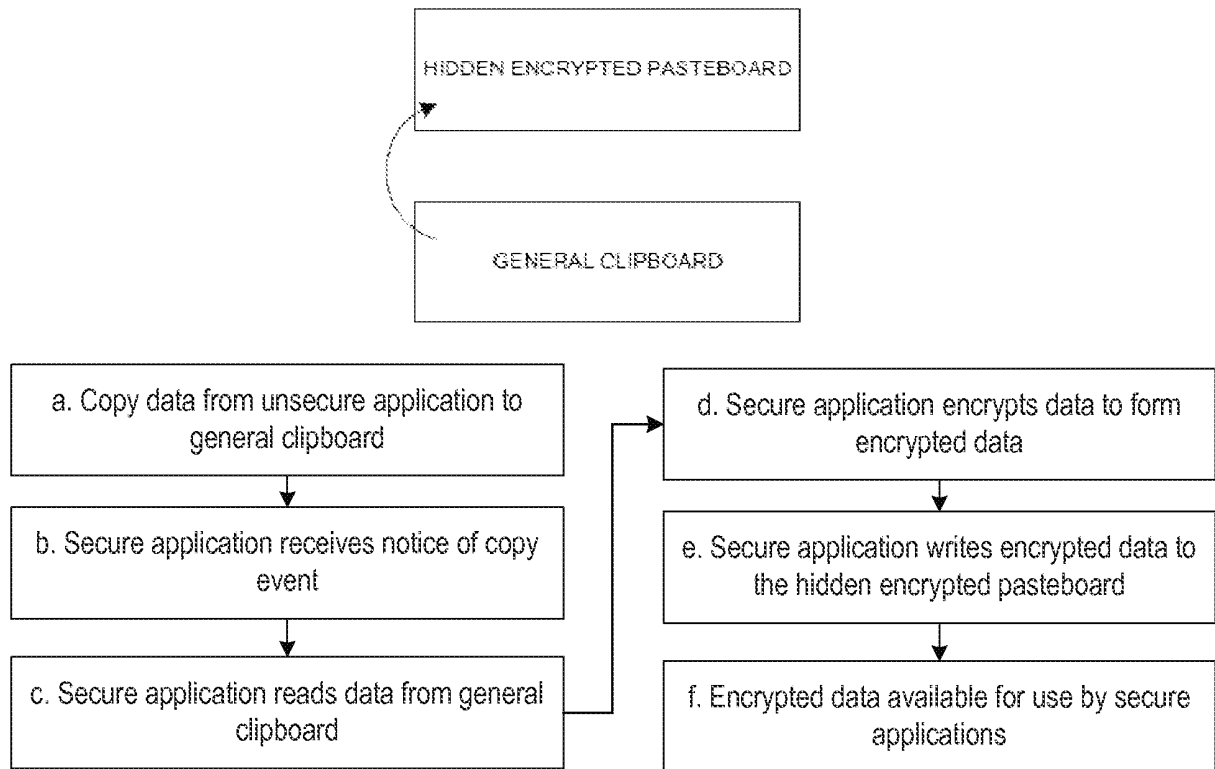 HIDDEN ENCRYPTED PASTEBOARD
GENERAL CLIPBOARD
a. Copy data from unsecure application to
general clipboard
b. Secure application receives notice of copy
event
c. Secure application reads data from general
clipboard
d. Secure application encrypts data to form
encrypted data
e. Secure application writes encrypted data to
the hidden encrypted pasteboard
f. Encrypted data available for use by secure
applications